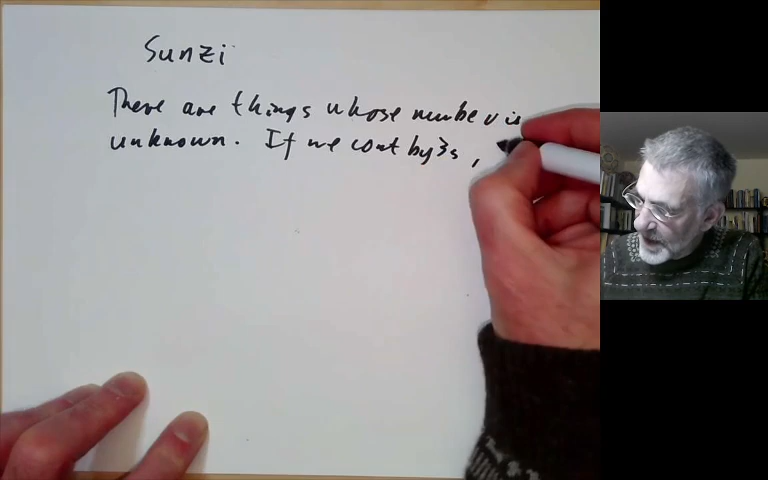 Sunzi
There are things whose number is
unknown. If we count by 3s,